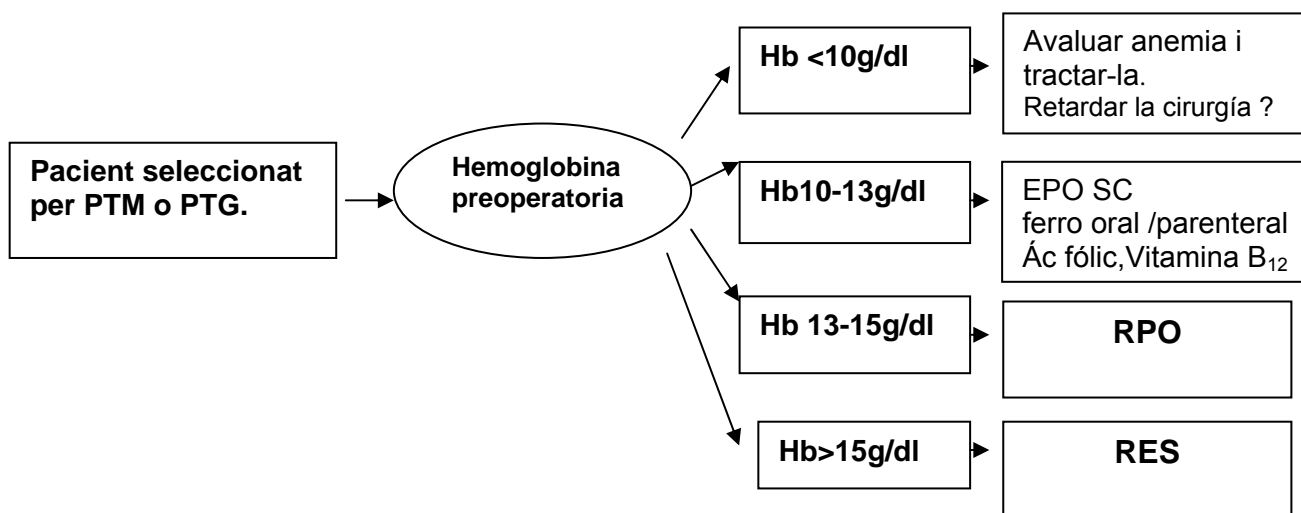 Pacient seleccionat
per PTM o PTG.
Hemoglobina
preoperatoria
Hb <10g/dl
Avaluar anemia i
tractar-la.
Retardar la cirurgía ?
Hb10-13g/dl
EPO SC
ferro oral /parenteral
Ác fólic,Vitamina B₁₂
Hb 13-15g/dl
RPO
Hb>15g/dl
RES